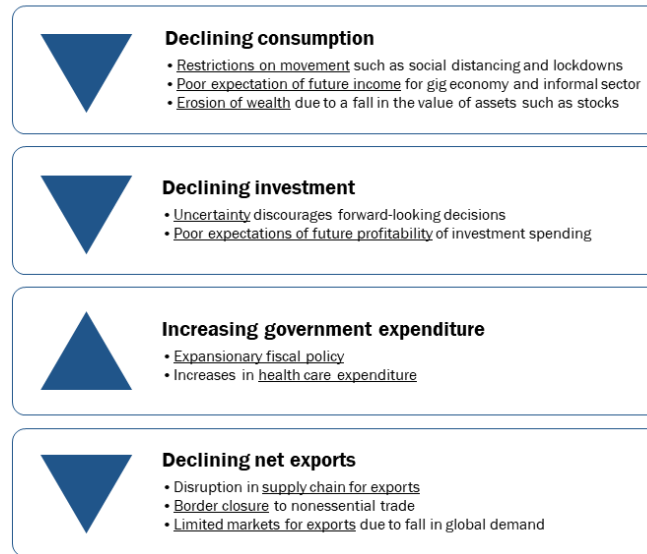 Declining consumption
• Restrictions on movement such as social distancing and lockdowns
• Poor expectation of future income for gig economy and informal sector
• Erosion of wealth due to a fall in the value of assets such as stocks
Declining investment
• Uncertainty discourages forward-looking decisions
• Poor expectations of future profitability of investment spending
Increasing government expenditure
• Expansionary fiscal policy
• Increases in health care expenditure
Declining net exports
• Disruption in supply chain for exports
• Border closure to nonessential trade
• Limited markets for exports due to fall in global demand